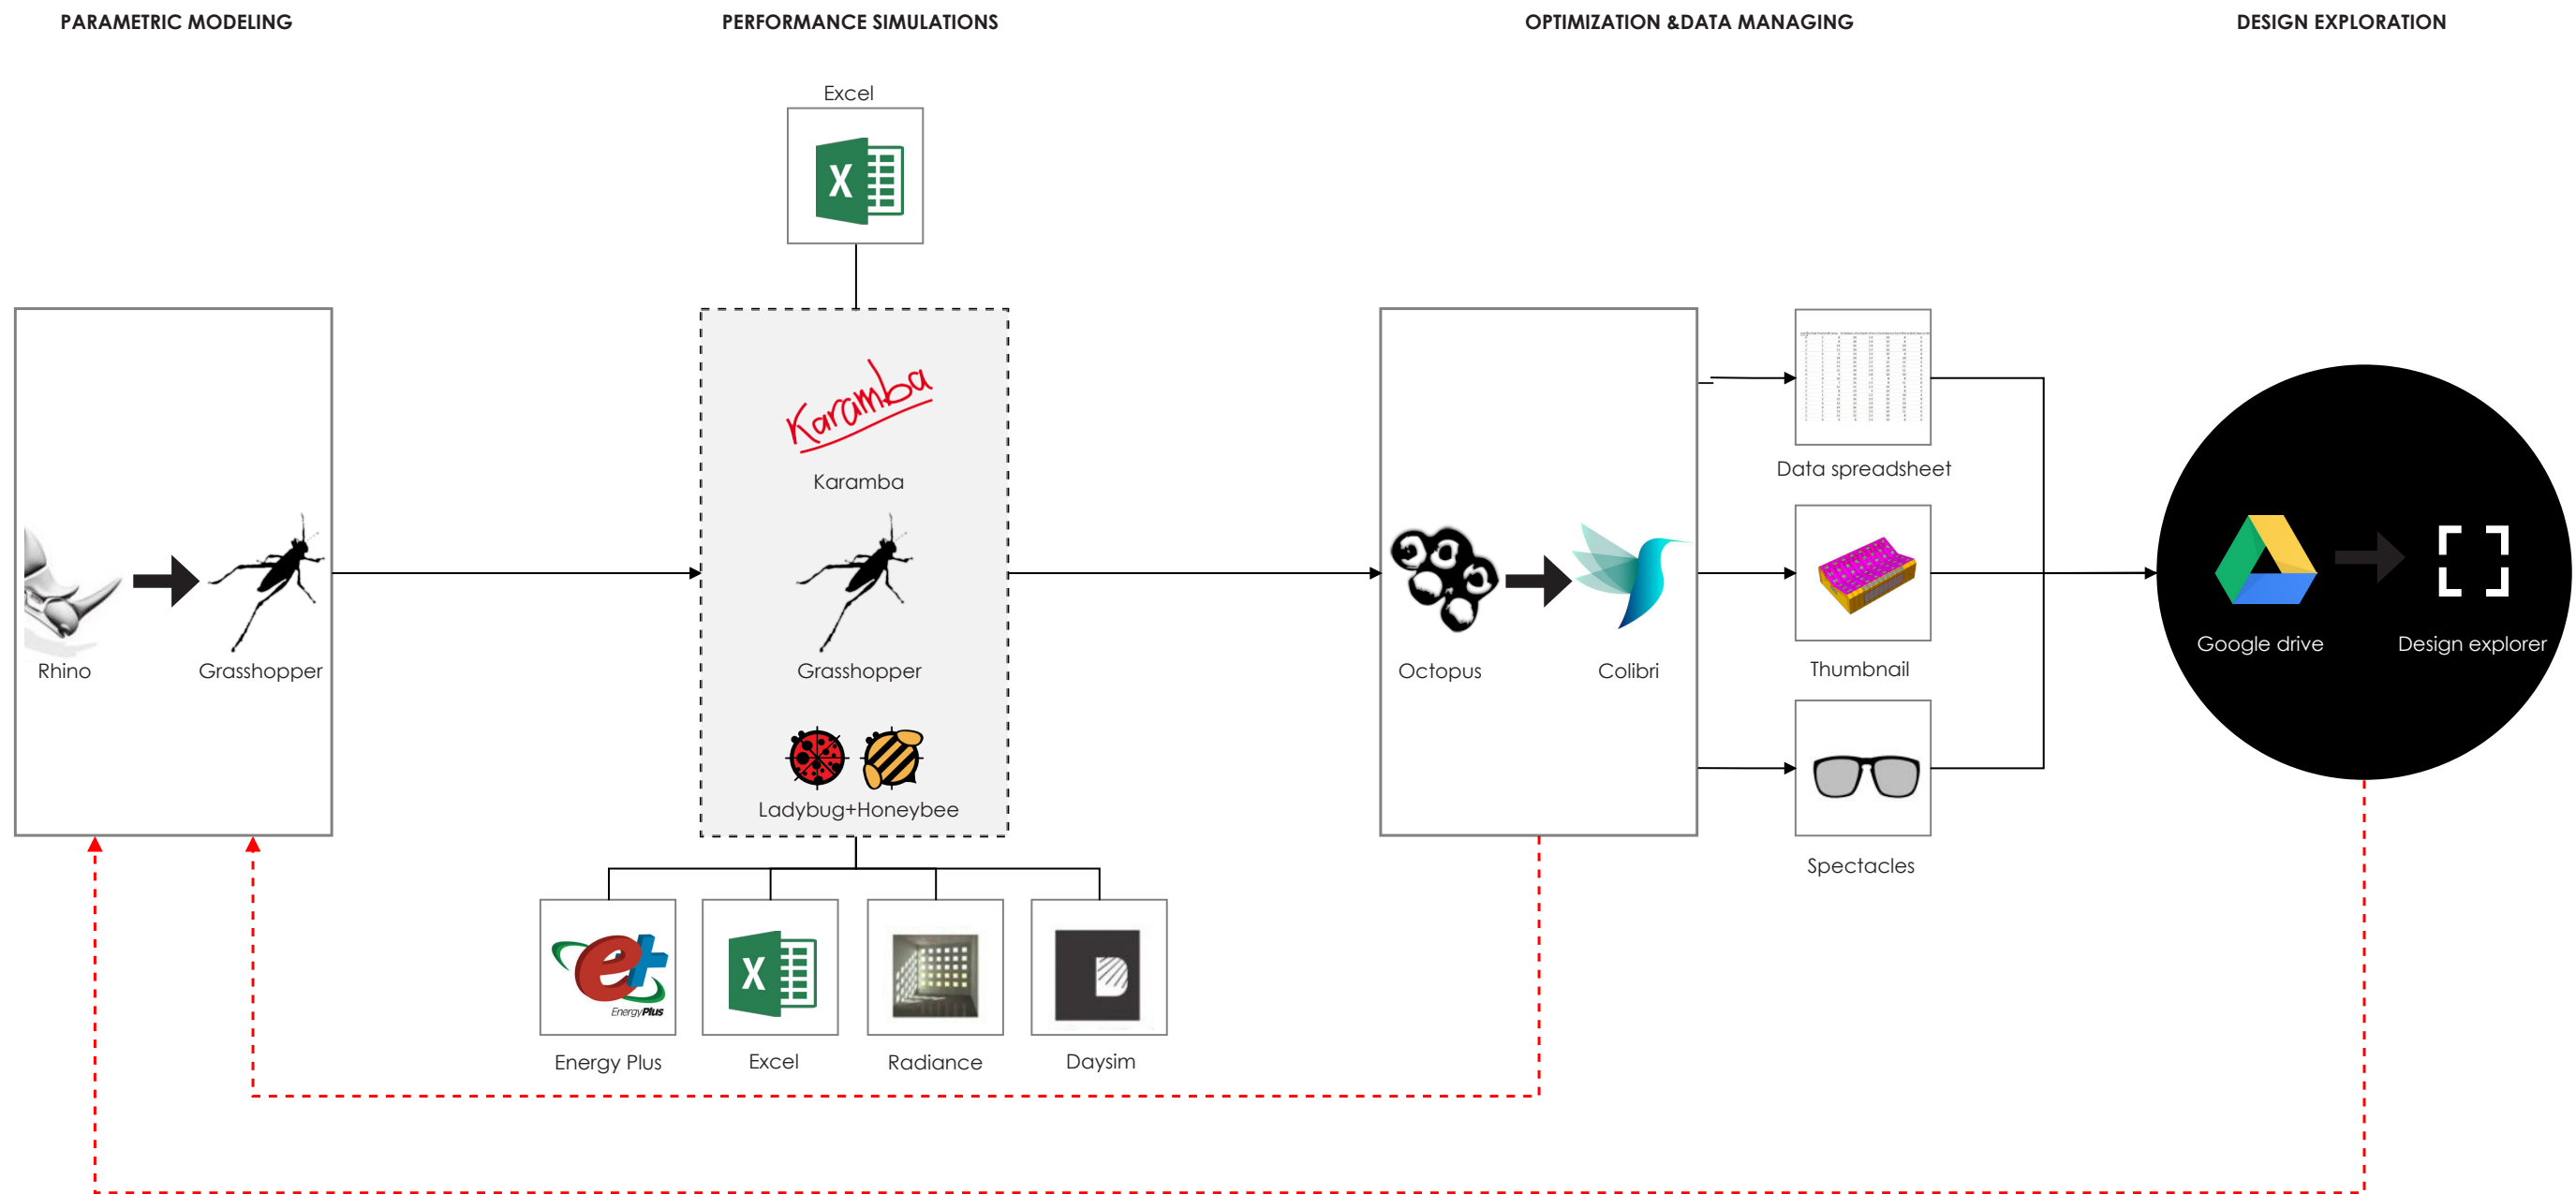 PARAMETRIC MODELING
PERFORMANCE SIMULATIONS
OPTIMIZATION &DATA MANAGING
DESIGN EXPLORATION
Excel
X
Karamba
Karamba
Data spreadsheet
Rhino
Grasshopper
Grasshopper
Octopus
Colibri
Thumbnail
Google drive
Design explorer
Ladybug+Honeybee
Spectacles
e+
EnergyPlus
X
D
Energy Plus
Excel
Radiance
Daysim